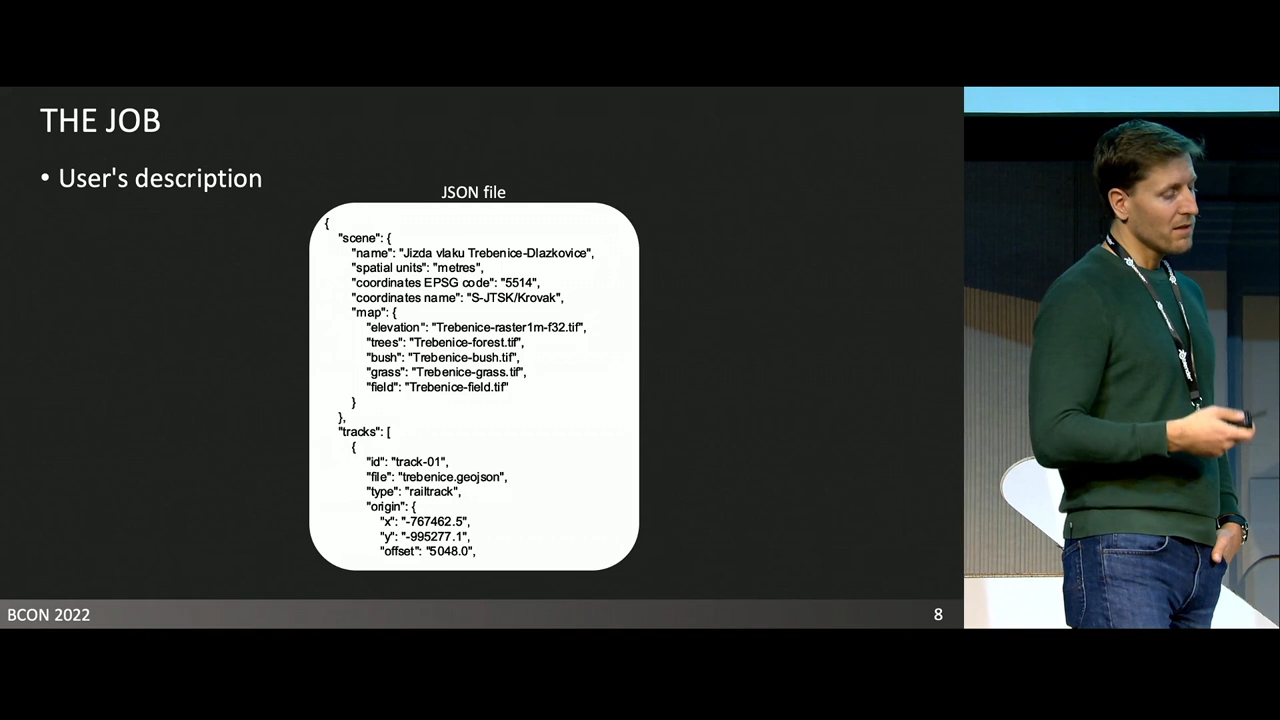 THE JOB
• User's description
JSON file
{
"scene": {
"name": "Jizda vlaku Trebenice-Dlazkovice",
"spatial units": "metres",
"coordinates EPSG code": "5514",
"coordinates name": "S-JTSK/Krovak",
"map": {
"elevation": "Trebenice-raster1m-f32.tif",
"trees": "Trebenice-forest.tif",
"bush": "Trebenice-bush.tif",
"grass": "Trebenice-grass.tif",
"field": "Trebenice-field.tif"
}
},
"tracks": [
{
"id": "track-01",
"file": "trebenice.geojson",
"type": "railtrack",
"origin": {
"x": "-767462.5",
"y": "-995277.1",
"offset": "5048.0",
BCON 2022
8